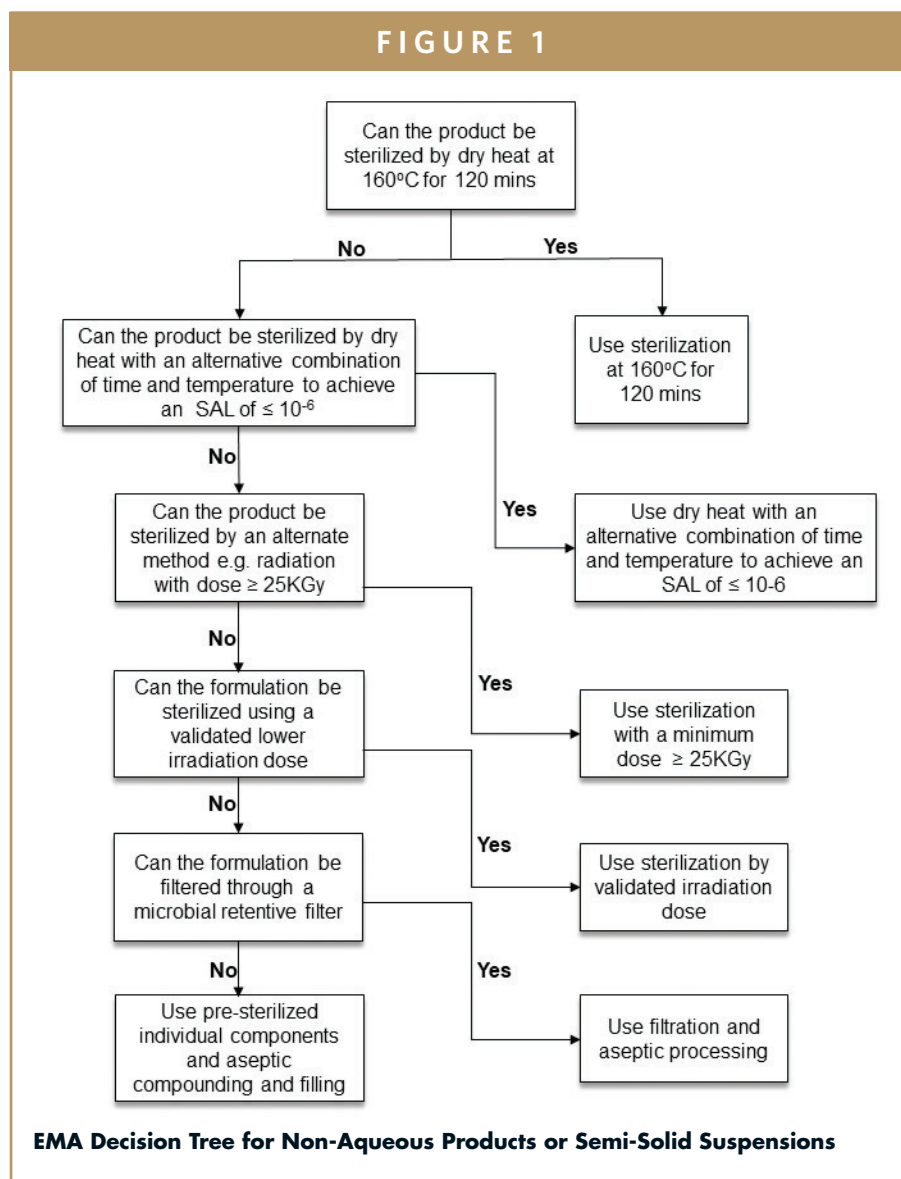 FIGURE 1
Can the product be
sterilized by dry heat at
160ºC for 120 mins
No
Yes
Can the product be sterilized by dry
heat with an alternative combination
of time and temperature to achieve
an SAL of ≤ 10-6
Use sterilization
at 160ºC for
120 mins
No
Yes
Can the product be
sterilized by an alternate
method e.g. radiation
with dose ≥ 25KGy
Use dry heat with an
alternative combination of time
and temperature to achieve an
SAL of ≤ 10-6
No
Yes
Can the formulation be
sterilized using a
validated lower
irradiation dose
Use sterilization
with a minimum
dose ≥ 25KGy
No
Yes
Can the formulation be
filtered through a
microbial retentive filter
Use sterilization by
validated irradiation
dose
No
Yes
Use pre-sterilized
individual components
and aseptic
compounding and filling
Use filtration and
aseptic processing
EMA Decision Tree for Non-Aqueous Products or Semi-Solid Suspensions